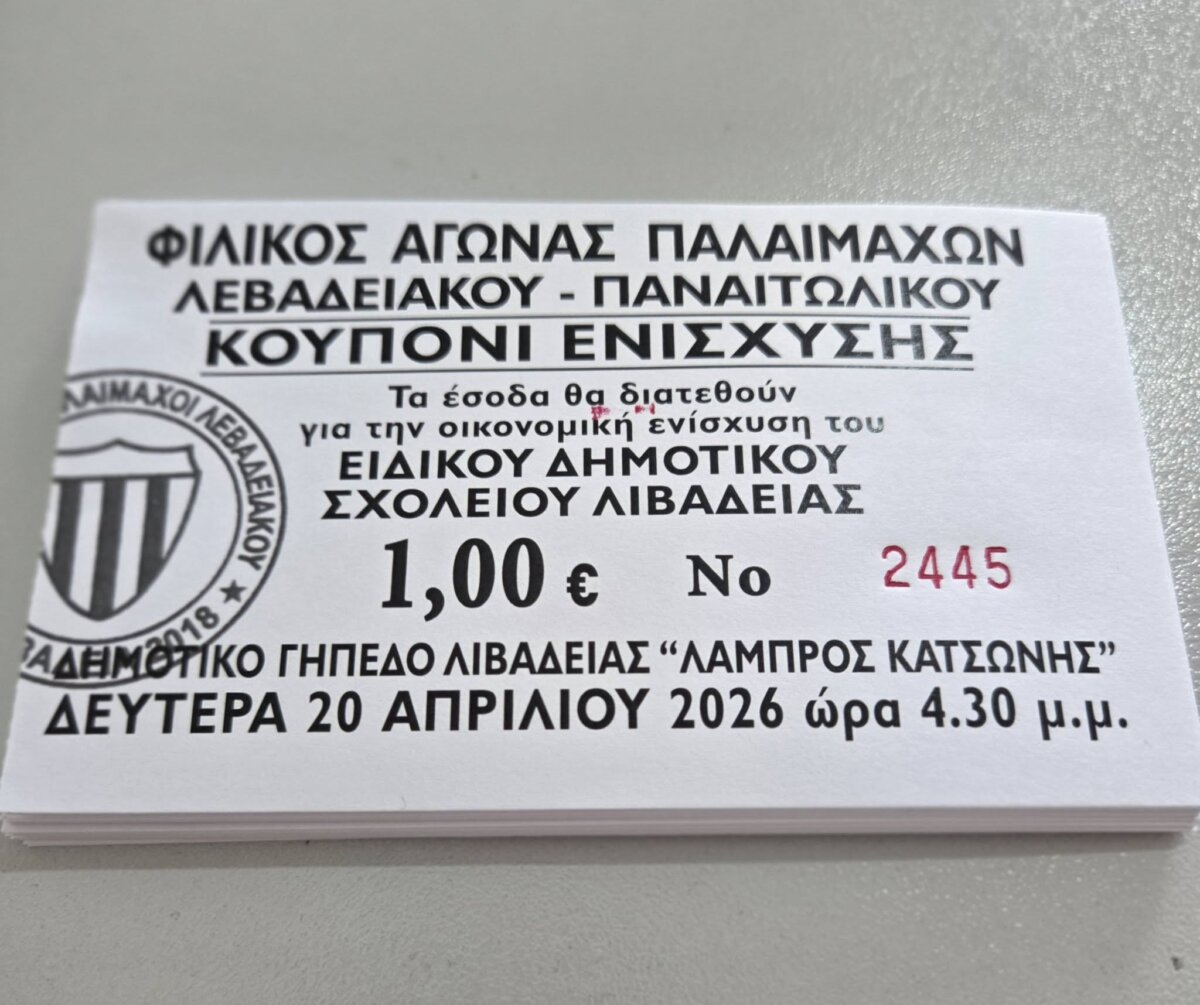 ΦΙΛΙΚΟΣ ΑΓΩΝΑΣ ΠΑΛΑΙΜΑΧΩΝ
ΛΕΒΑΔΕΙΑΚΟΥ - ΠΑΝΑΙΤΩΛΙΚΟΥ
ΚΟΥΠΟΝΙ ΕΝΙΣΧΥΣΗΣ
Τα έσοδα θα διατεθούν
για την οικονομική ενίσχυση του
ΕΙΔΙΚΟΥ ΔΗΜΟΤΙΚΟΥ
ΣΧΟΛΕΙΟΥ ΛΙΒΑΔΕΙΑΣ
1,00 € No 2445
ΛΑΙΜΑΧΟΙ ΛΕΒΑΔΕΙΑΚΟΥ ★
2018
ΔΗΜΟΤΙΚΟ ΓΗΠΕΔΟ ΛΙΒΑΔΕΙΑΣ “ΛΑΜΠΡΟΣ ΚΑΤΣΩΝΗΣ”
ΔΕΥΤΕΡΑ 20 ΑΠΡΙΛΙΟΥ 2026 ώρα 4.30 μ.μ.